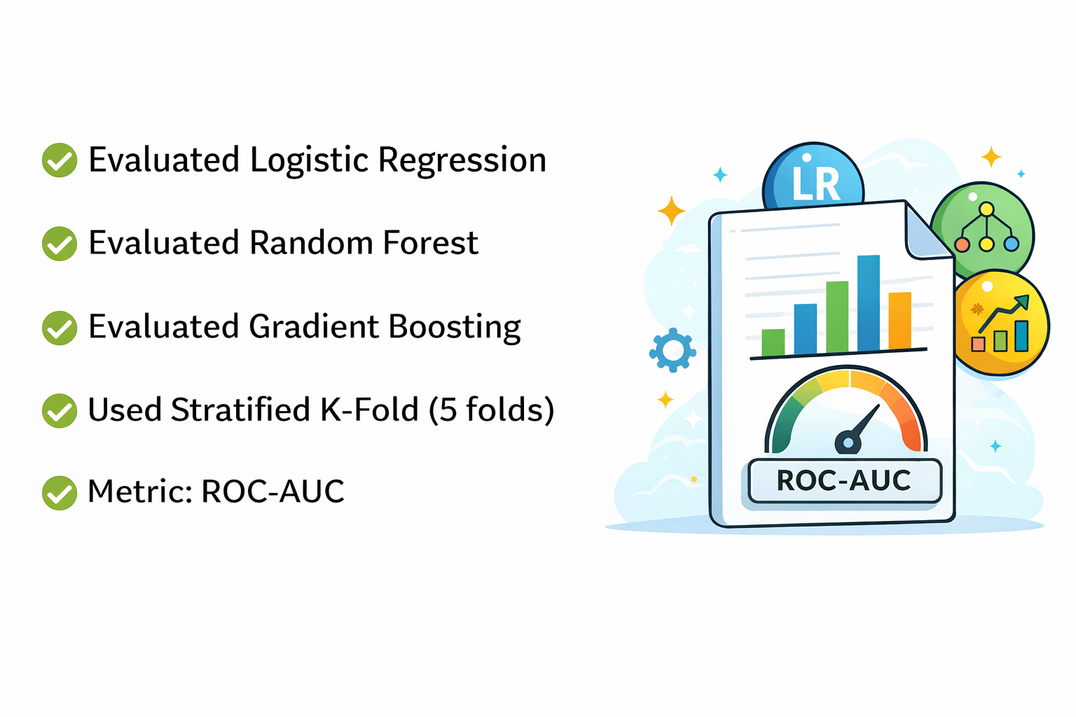 Evaluated Logistic Regression
Evaluated Random Forest
Evaluated Gradient Boosting
Used Stratified K-Fold (5 folds)
Metric: ROC-AUC
LR
ROC-AUC